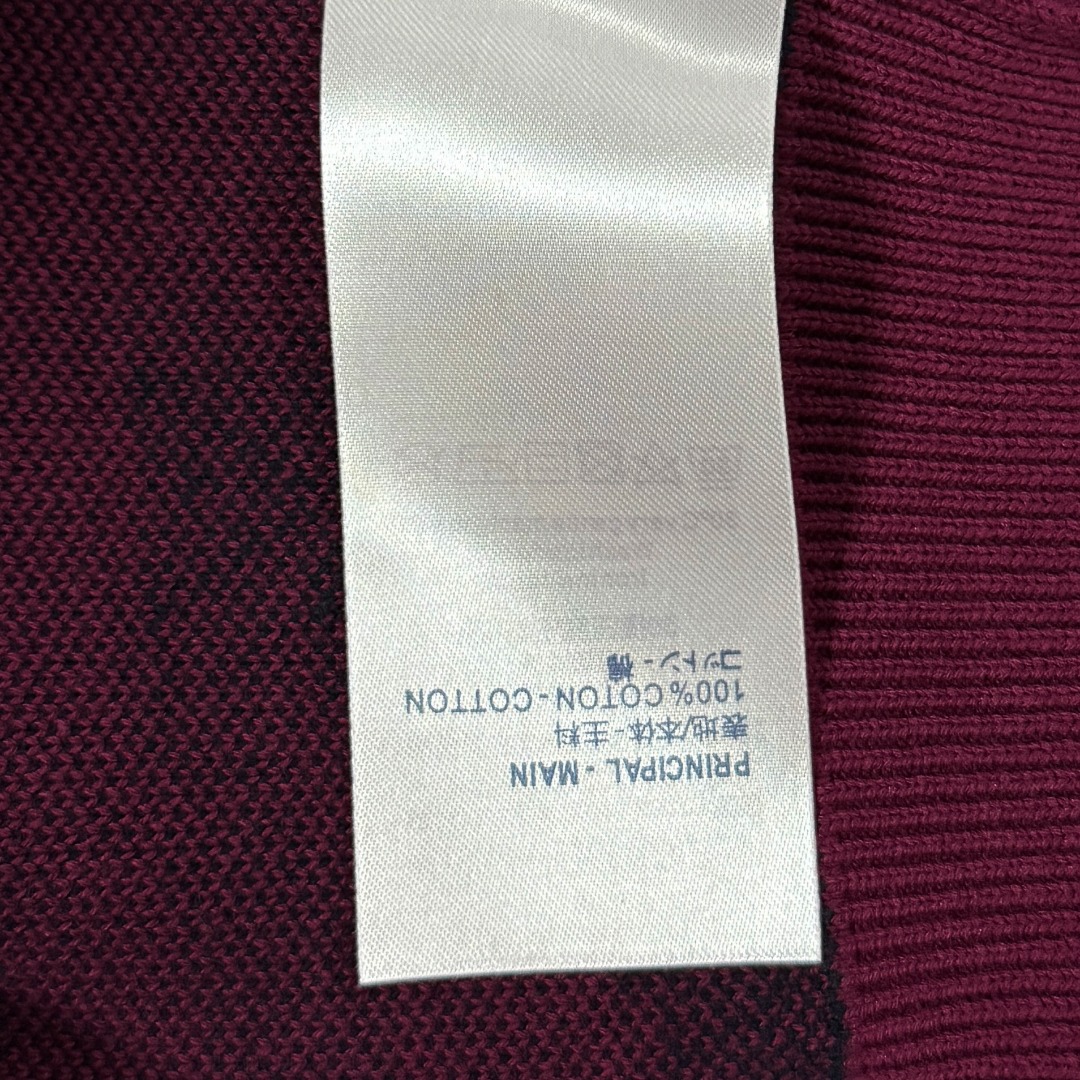 PRINCIPAL - MAIN
表地/本体 - 主料
100% COTON - COTTON
コットン - 棉